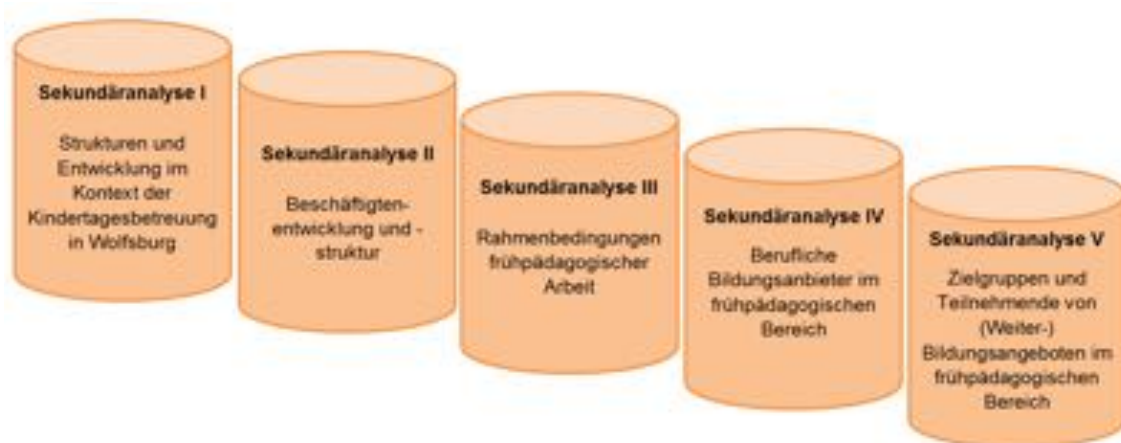 Sekundäranalyse I
Strukturen und
Entwicklung im
Kontext der
Kindertagesbetreuung
in Wolfsburg
Sekundäranalyse II
Beschäftigten-
entwicklung und -
struktur
Sekundäranalyse III
Rahmenbedingungen
frühpädagogischer
Arbeit
Sekundäranalyse IV
Berufliche
Bildungsanbieter im
frühpädagogischen
Bereich
Sekundäranalyse V
Zielgruppen und
Teilnehmende von
(Weiter-)
Bildungsangeboten im
frühpädagogischen
Bereich